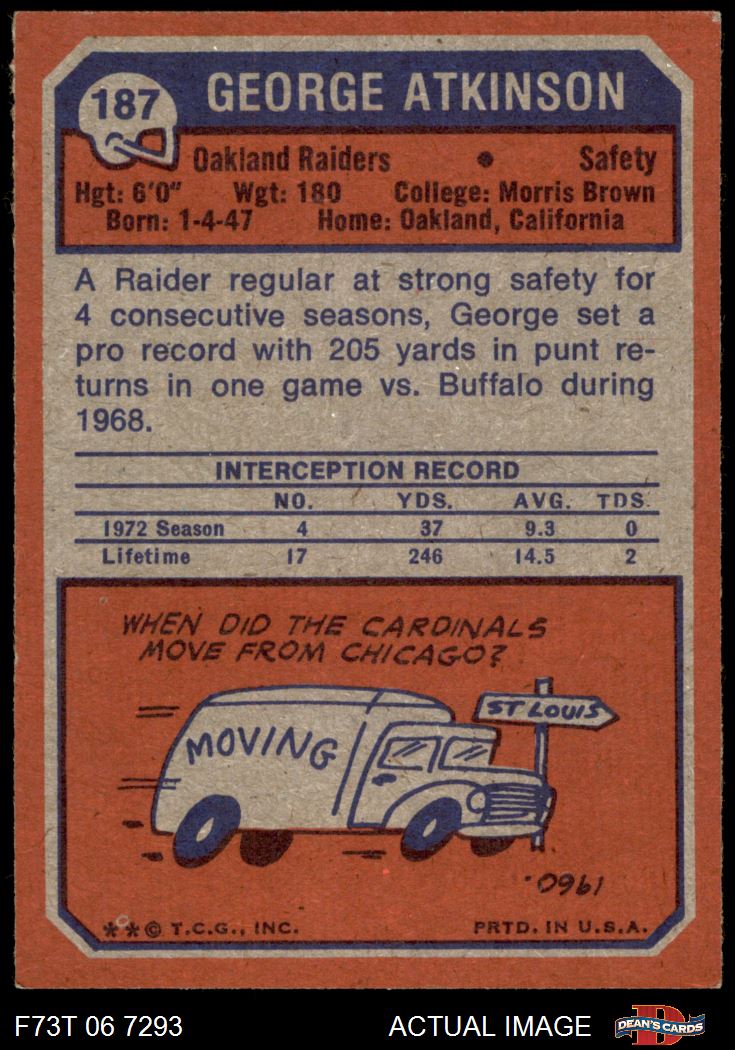 187
GEORGE ATKINSON
Oakland Raiders • Safety
Hgt: 6'0" Wgt: 180 College: Morris Brown
Born: 1-4-47 Home: Oakland, California
A Raider regular at strong safety for
4 consecutive seasons, George set a
pro record with 205 yards in punt re-
turns in one game vs. Buffalo during
1968.
INTERCEPTION RECORD
NO. YDS. AVG. TDS.
1972 Season 4 37 9.3 0
Lifetime 17 246 14.5 2
WHEN DID THE CARDINALS
MOVE FROM CHICAGO?
ST LOUIS
MOVING
1960.
**© T.C.G., INC. PRTD. IN U.S.A.
F73T 06 7293 ACTUAL IMAGE D DEAN'S CARDS